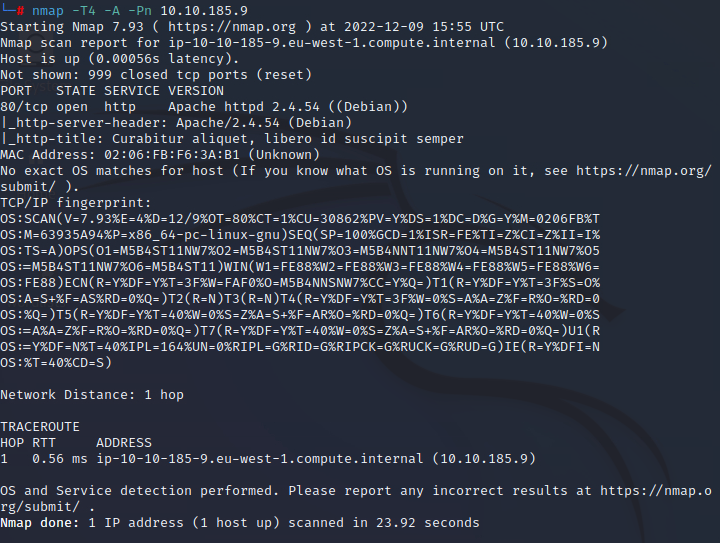 └─# nmap -T4 -A -Pn 10.10.185.9
Starting Nmap 7.93 ( https://nmap.org ) at 2022-12-09 15:55 UTC
Nmap scan report for ip-10-10-185-9.eu-west-1.compute.internal (10.10.185.9)
Host is up (0.00056s latency).
Not shown: 999 closed tcp ports (reset)
PORT   STATE SERVICE VERSION
80/tcp open  http    Apache httpd 2.4.54 ((Debian))
|_http-server-header: Apache/2.4.54 (Debian)
|_http-title: Curabitur aliquet, libero id suscipit semper
MAC Address: 02:06:FB:F6:3A:B1 (Unknown)
No exact OS matches for host (If you know what OS is running on it, see https://nmap.org/
submit/ ).
TCP/IP fingerprint:
OS:SCAN(V=7.93%E=4%D=12/9%OT=80%CT=1%CU=30862%PV=Y%DS=1%DC=D%G=Y%M=0206FB%T
OS:M=63935A94%P=x86_64-pc-linux-gnu)SEQ(SP=100%GCD=1%ISR=FE%TI=Z%CI=Z%II=I%
OS:TS=A)OPS(O1=M5B4ST11NW7%O2=M5B4ST11NW7%O3=M5B4NNT11NW7%O4=M5B4ST11NW7%O5
OS:=M5B4ST11NW7%O6=M5B4ST11)WIN(W1=FE88%W2=FE88%W3=FE88%W4=FE88%W5=FE88%W6=
OS:FE88)ECN(R=Y%DF=Y%T=3F%W=FAF0%O=M5B4NNSNW7%CC=Y%Q=)T1(R=Y%DF=Y%T=3F%S=O%
OS:A=S+%F=AS%RD=0%Q=)T2(R=N)T3(R=N)T4(R=Y%DF=Y%T=3F%W=0%S=A%A=Z%F=R%O=%RD=0
OS:%Q=)T5(R=Y%DF=Y%T=40%W=0%S=Z%A=S+%F=AR%O=%RD=0%Q=)T6(R=Y%DF=Y%T=40%W=0%S
OS:=A%A=Z%F=R%O=%RD=0%Q=)T7(R=Y%DF=Y%T=40%W=0%S=Z%A=S+%F=AR%O=%RD=0%Q=)U1(R
OS:=Y%DF=N%T=40%IPL=164%UN=0%RIPL=G%RID=G%RIPCK=G%RUCK=G%RUD=G)IE(R=Y%DFI=N
OS:%T=40%CD=S)
Network Distance: 1 hop
TRACEROUTE
HOP RTT     ADDRESS
1   0.56 ms ip-10-10-185-9.eu-west-1.compute.internal (10.10.185.9)
OS and Service detection performed. Please report any incorrect results at https://nmap.o
rg/submit/ .
Nmap done: 1 IP address (1 host up) scanned in 23.92 seconds